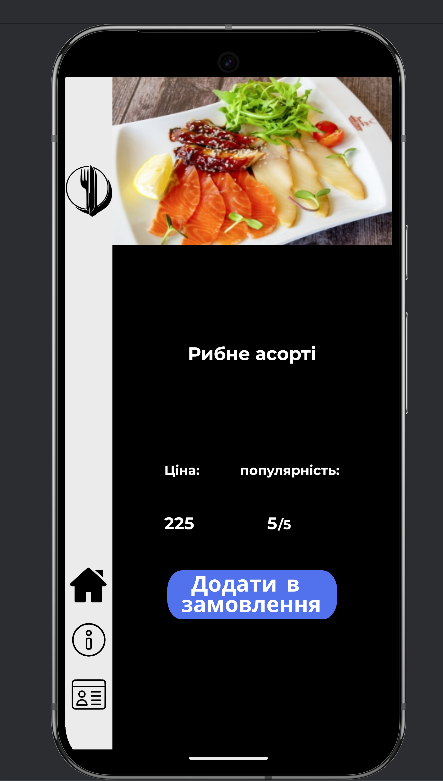 Рибне асорті
Ціна: популярність:
225 5/5
Додати в
замовлення